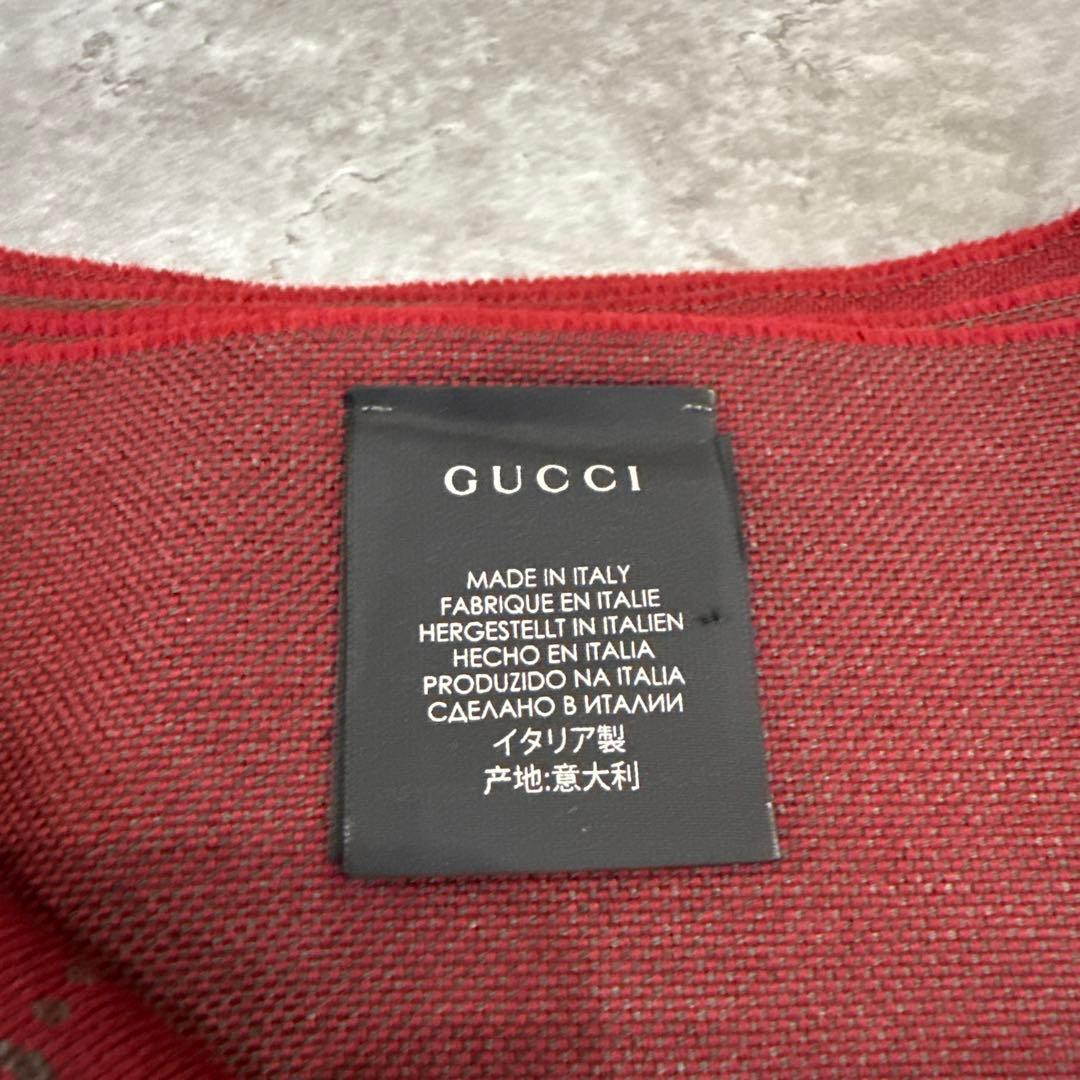 GUCCI
MADE IN ITALY
FABRIQUE EN ITALIE
HERGESTELLT IN ITALIEN
HECHO EN ITALIA
PRODUZIDO NA ITALIA
СДЕЛАНО В ИТАЛИИ
イタリア製
产地:意大利